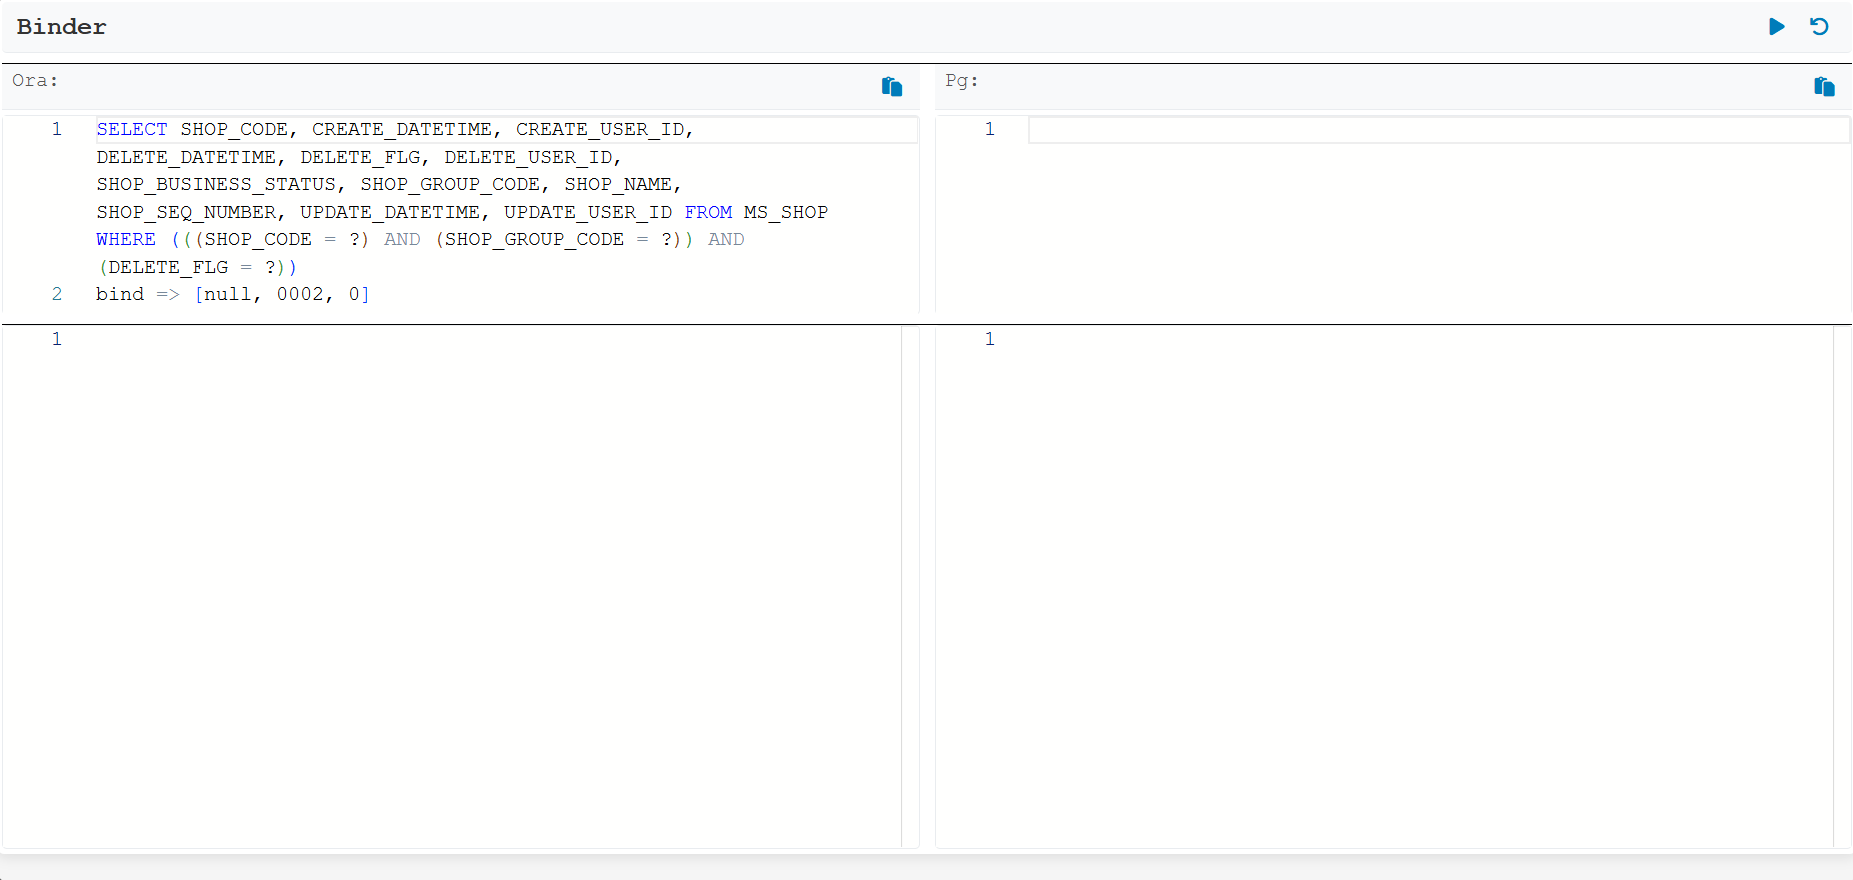 Binder
Ora:
Pg:
1 SELECT SHOP_CODE, CREATE_DATETIME, CREATE_USER_ID,
DELETE_DATETIME, DELETE_FLG, DELETE_USER_ID,
SHOP_BUSINESS_STATUS, SHOP_GROUP_CODE, SHOP_NAME,
SHOP_SEQ_NUMBER, UPDATE_DATETIME, UPDATE_USER_ID FROM MS_SHOP
WHERE (((SHOP_CODE = ?) AND (SHOP_GROUP_CODE = ?)) AND
(DELETE_FLG = ?))
2 bind => [null, 0002, 0]
1
1
1